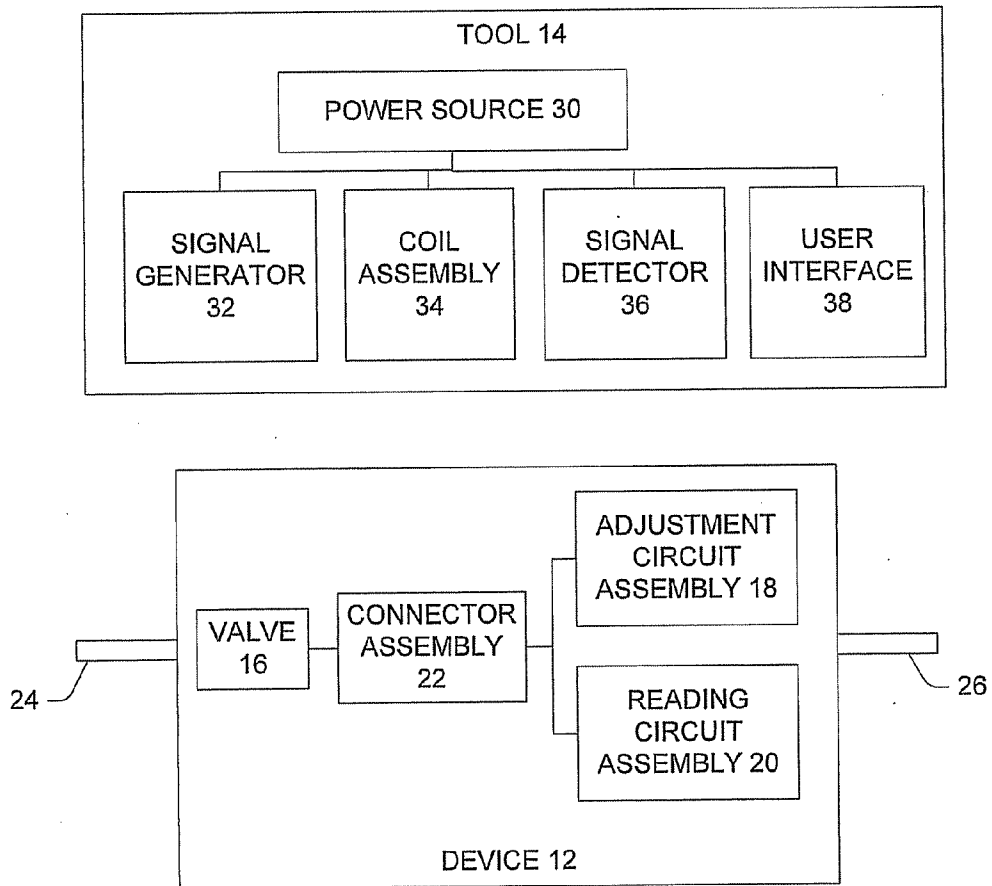 TOOL 14
POWER SOURCE 30
SIGNAL
GENERATOR
32
COIL
ASSEMBLY
34
SIGNAL
DETECTOR
36
USER
INTERFACE
38
ADJUSTMENT
CIRCUIT
ASSEMBLY 18
VALVE
16
CONNECTOR
ASSEMBLY
22
READING
CIRCUIT
ASSEMBLY 20
24
26
DEVICE 12